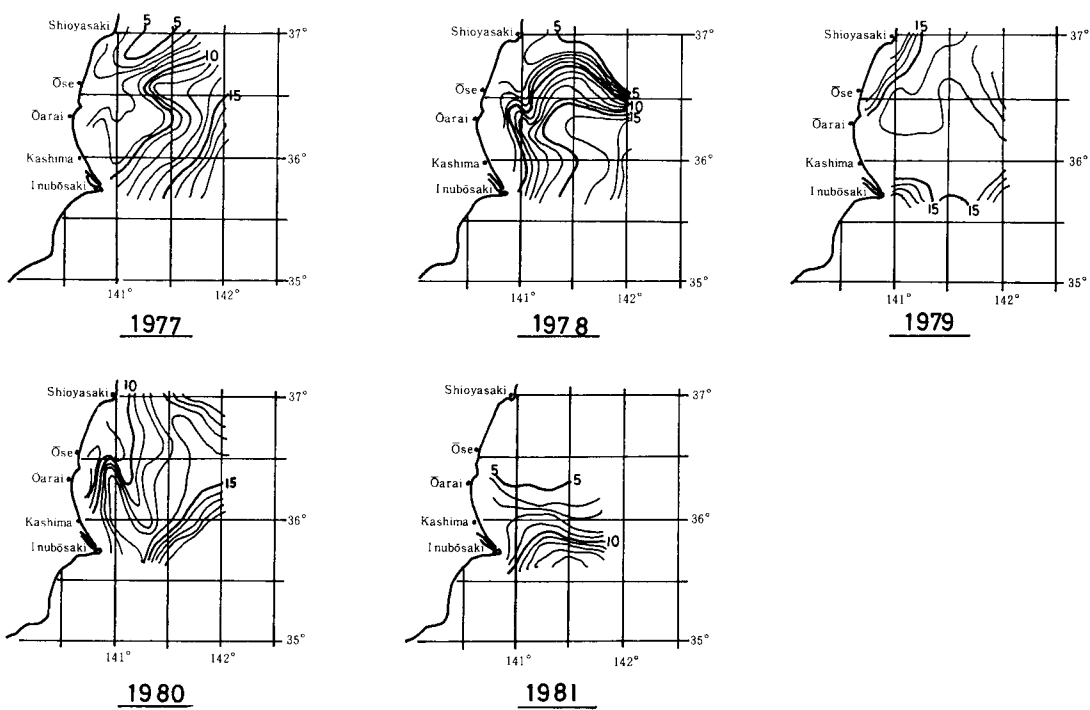 Shioyasaki
5
5
37°
10
Ōse
15
Ōarai
Kashima
36°
Inubōsaki
35°
141°
142°
1977
Shioyasaki
5
37°
Ōse
5
10
15
Ōarai
Kashima
36°
Inubōsaki
35°
141°
142°
1978
15
Shioyasaki
37°
Ōse
Ōarai
Kashima
36°
Inubōsaki
15
15
35°
141°
142°
1979
10
Shioyasaki
37°
Ōse
Oarai
15
Kashima
36°
Inubōsaki
35°
141°
142°
1980
Shioyasaki
37°
Ōse
5
5
Ōarai
Kashima
36°
10
Inubōsaki
35°
141°
142°
1981